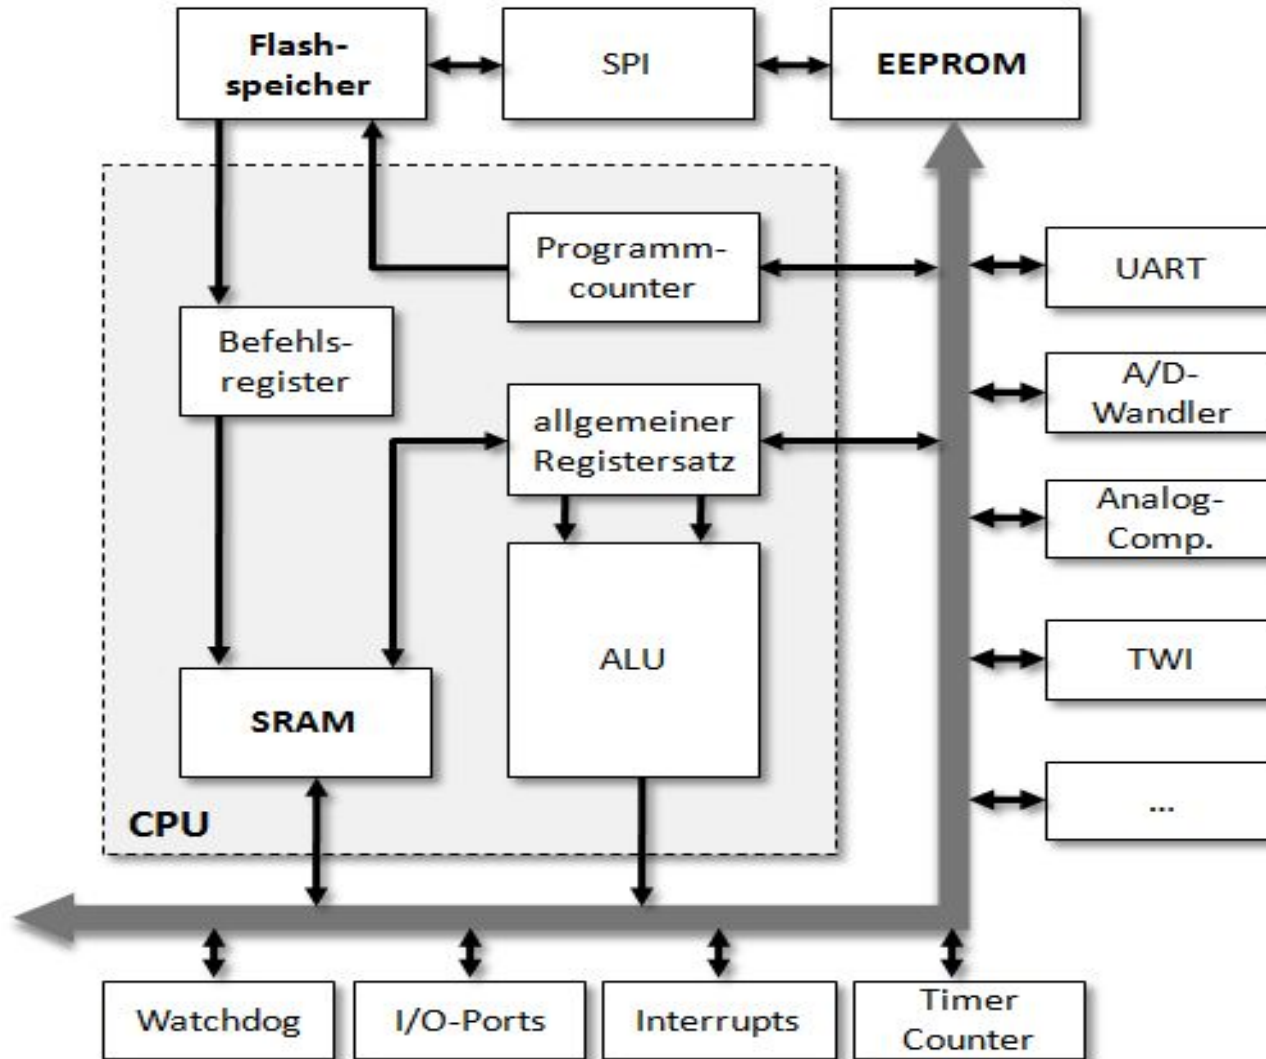 Flash-
speicher
SPI
EEPROM
Programm-
counter
UART
Befehls-
register
A/D-
Wandler
allgemeiner
Registersatz
Analog-
Comp.
ALU
TWI
SRAM
CPU
...
Watchdog
I/O-Ports
Interrupts
Timer
Counter